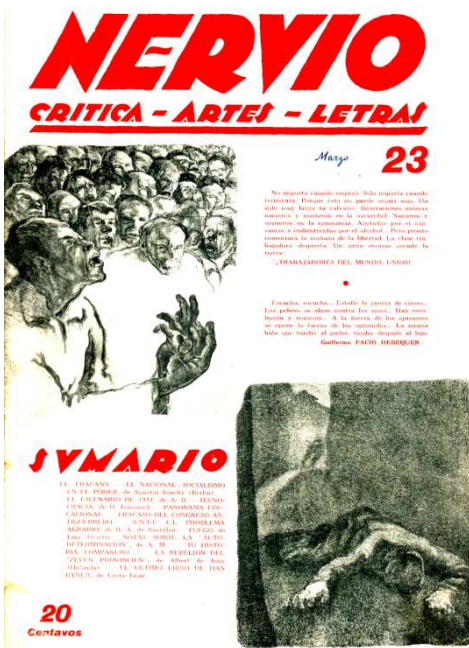 NERVIO
CRITICA - ARTES - LETRAS
Marzo
23
No importa cuando empezó. Sólo importa cuando
terminará. Porque esto no puede seguir más. Ha
sido muy larga tu calvario. Generaciones enteras
nacieron y murieron en la oscuridad. Nacieron y
murieron en la ignorancia. Agotados por el can-
sancio y embrutecidos por el alcohol... Pero pronto
comenzará la mañana de la libertad. La clase tra-
bajadora despierta. Un grito enorme sacude la
tierra:
"¡TRABAJADORES DEL MUNDO, UNIOS!
Escucha, escucha... Estalló la guerra de clases...
Los pobres se alzan contra los ricos... Hay revo-
lución y reacción... A la fuerza de los opresores
se opone la fuerza de los oprimidos... La misma
bala que tumbó al padre, tumba después al hijo.
Guillermo FACIO HEBEQUER
SVMARIO
EL FRACASO. - EL NACIONAL - SOCIALISMO
EN EL PODER, de Agustín Souchy (Berlín).
EL ESCENARIO DE 1933, de A. D. - TECNO-
CRACIA, de PANORAMA EDU-
CACIONAL. FRACASO DEL CONGRESO AN-
TIGUERRERO. ANTE EL PROBLEMA
AGRARIO, de D. A. de Santillán. FUEGO, de
Luis NOTAS SOBRE LA "AUTO-
DETERMINACION", de A. M. "TU HISTO-
RIA, COMPAÑERO"... LA REBELION DEL
"ZEVEN PROVINCIEN", de Albert de Jong
(Holanda). EL ULTIMO LIBRO DE HAN
RYNER, de Costa Iscar
20
Centavos